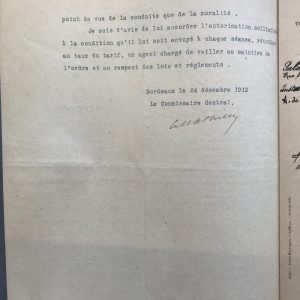 point de vue de la conduite que de la moralité .
Je suis d'avis de lui accorder l'autorisation sollicitée
à la condition qu'il lui soit envoyé à chaque séance, rétribué
au taux du tarif, un agent chargé de veiller au maintien de
l'ordre et au respect des lois et réglements .
Bordeaux le 24 décembre 1912
Le Commissaire Central,